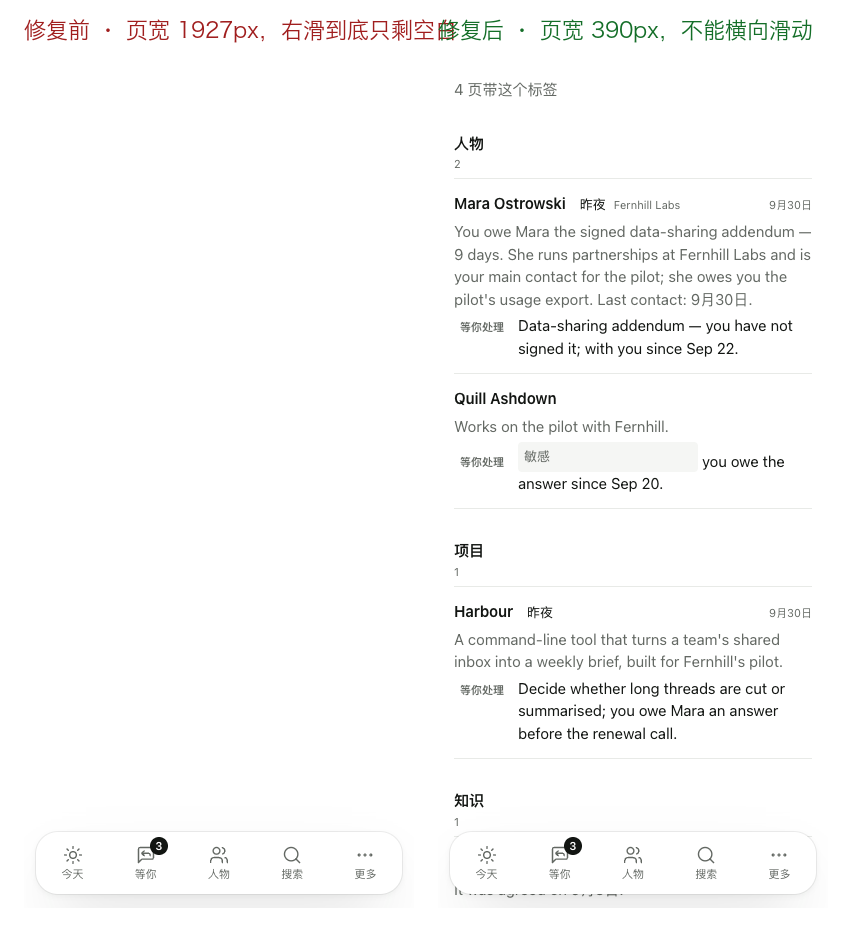 修复前 · 页宽 1927px，右滑到底只剩空白
修复后 · 页宽 390px，不能横向滑动
4 页带这个标签
人物
2
Mara Ostrowski 昨夜 Fernhill Labs 9月30日
You owe Mara the signed data-sharing addendum —
9 days. She runs partnerships at Fernhill Labs and is
your main contact for the pilot; she owes you the
pilot's usage export. Last contact: 9月30日.
等你处理 Data-sharing addendum — you have not
signed it; with you since Sep 22.
Quill Ashdown
Works on the pilot with Fernhill.
等你处理 敏感 you owe the
answer since Sep 20.
项目
1
Harbour 昨夜 9月30日
A command-line tool that turns a team's shared
inbox into a weekly brief, built for Fernhill's pilot.
等你处理 Decide whether long threads are cut or
summarised; you owe Mara an answer
before the renewal call.
知识
1
3
今天 等你 人物 搜索 更多
3
今天 等你 人物 搜索 更多
It was agreed on